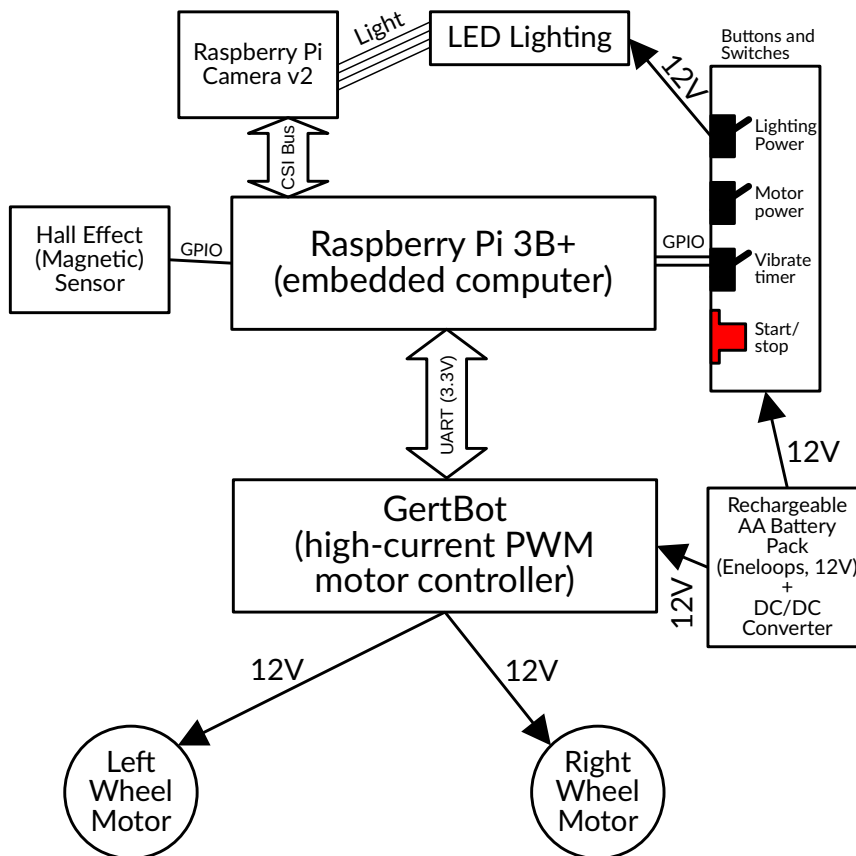 Raspberry Pi
Camera v2
Light
LED Lighting
12V
Buttons and
Switches
Lighting
Power
Motor
power
Vibrate
timer
Start/
stop
CSI Bus
Hall Effect
(Magnetic)
Sensor
GPIO
Raspberry Pi 3B+
(embedded computer)
GPIO
UART (3.3V)
12V
GertBot
(high-current PWM
motor controller)
12V
Rechargeable
AA Battery
Pack
(Eneloops, 12V)
+
DC/DC
Converter
12V
12V
Left
Wheel
Motor
Right
Wheel
Motor